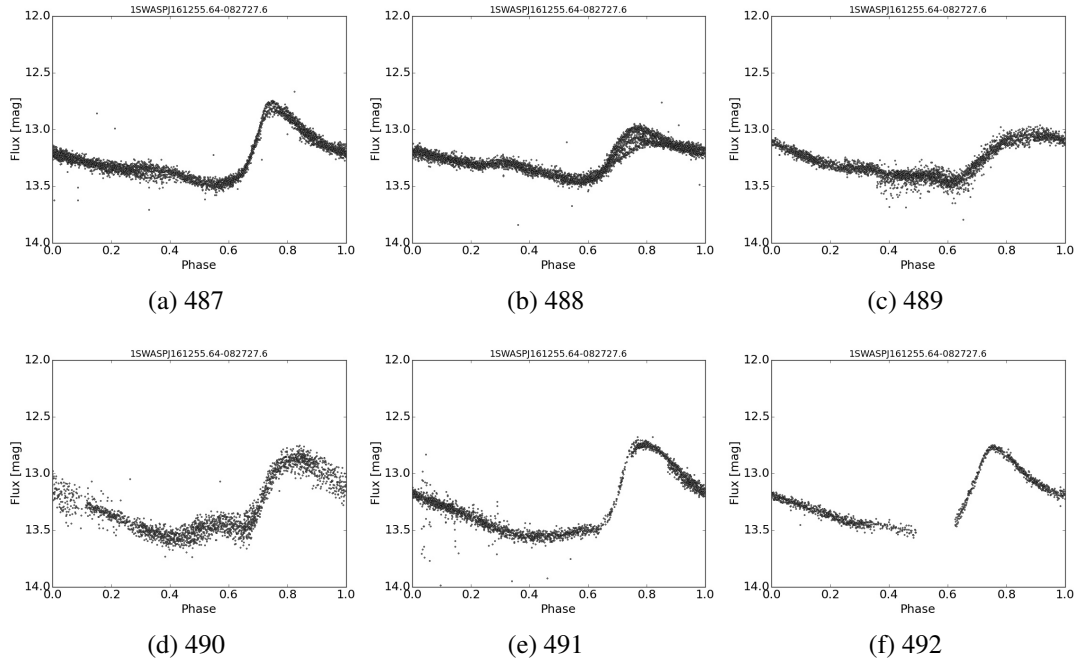 1SWASPJ161255.64-082727.6
12.0
12.5
13.0
13.5
14.0
Flux [mag]
0.0 0.2 0.4 0.6 0.8 1.0
Phase
(a) 487
1SWASPJ161255.64-082727.6
12.0
12.5
13.0
13.5
14.0
Flux [mag]
0.0 0.2 0.4 0.6 0.8 1.0
Phase
(b) 488
1SWASPJ161255.64-082727.6
12.0
12.5
13.0
13.5
14.0
Flux [mag]
0.0 0.2 0.4 0.6 0.8 1.0
Phase
(c) 489
1SWASPJ161255.64-082727.6
12.0
12.5
13.0
13.5
14.0
Flux [mag]
0.0 0.2 0.4 0.6 0.8 1.0
Phase
(d) 490
1SWASPJ161255.64-082727.6
12.0
12.5
13.0
13.5
14.0
Flux [mag]
0.0 0.2 0.4 0.6 0.8 1.0
Phase
(e) 491
1SWASPJ161255.64-082727.6
12.0
12.5
13.0
13.5
14.0
Flux [mag]
0.0 0.2 0.4 0.6 0.8 1.0
Phase
(f) 492